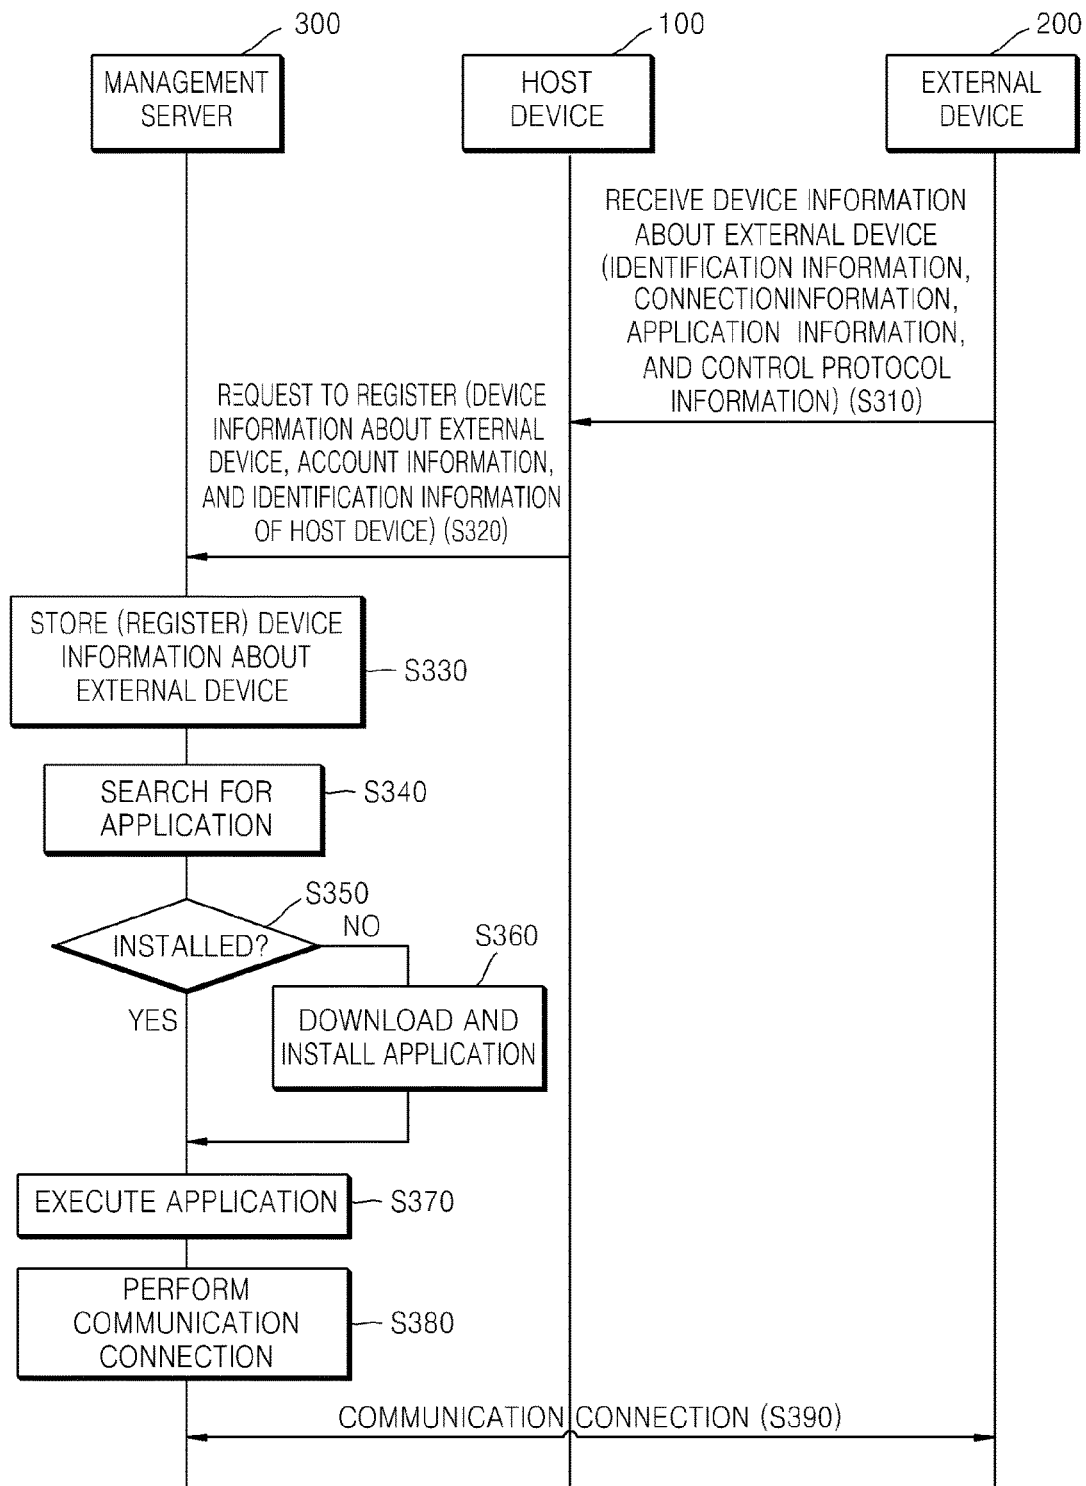 300
100
200
MANAGEMENT
SERVER
HOST
DEVICE
EXTERNAL
DEVICE
RECEIVE DEVICE INFORMATION
ABOUT EXTERNAL DEVICE
(IDENTIFICATION INFORMATION,
CONNECTIONINFORMATION,
APPLICATION INFORMATION,
AND CONTROL PROTOCOL
INFORMATION) (S310)
REQUEST TO REGISTER (DEVICE
INFORMATION ABOUT EXTERNAL
DEVICE, ACCOUNT INFORMATION,
AND IDENTIFICATION INFORMATION
OF HOST DEVICE) (S320)
STORE (REGISTER) DEVICE
INFORMATION ABOUT
EXTERNAL DEVICE
S330
SEARCH FOR
APPLICATION
S340
S350
INSTALLED?
NO
YES
S360
DOWNLOAD AND
INSTALL APPLICATION
EXECUTE APPLICATION
S370
PERFORM
COMMUNICATION
CONNECTION
S380
COMMUNICATION CONNECTION (S390)